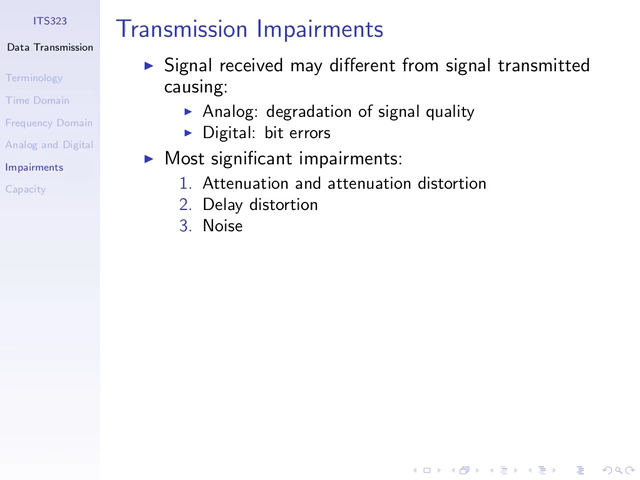 ITS323
Data Transmission
Terminology
Time Domain
Frequency Domain
Analog and Digital
Impairments
Capacity
Transmission Impairments
Signal received may different from signal transmitted
causing:
Analog: degradation of signal quality
Digital: bit errors
Most significant impairments:
1. Attenuation and attenuation distortion
2. Delay distortion
3. Noise